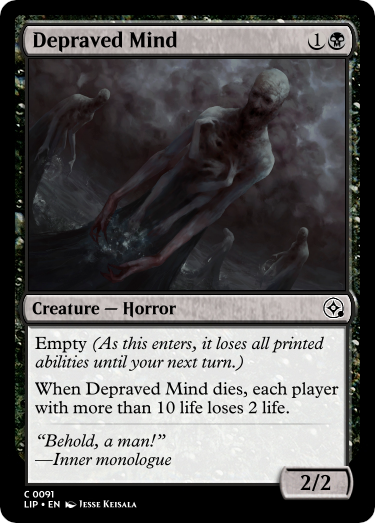 Depraved Mind 1
Creature — Horror
Empty (As this enters, it loses all printed
abilities until your next turn.)
When Depraved Mind dies, each player
with more than 10 life loses 2 life.
“Behold, a man!”
—Inner monologue
2/2
C 0091
LIP • EN Jesse Keisala